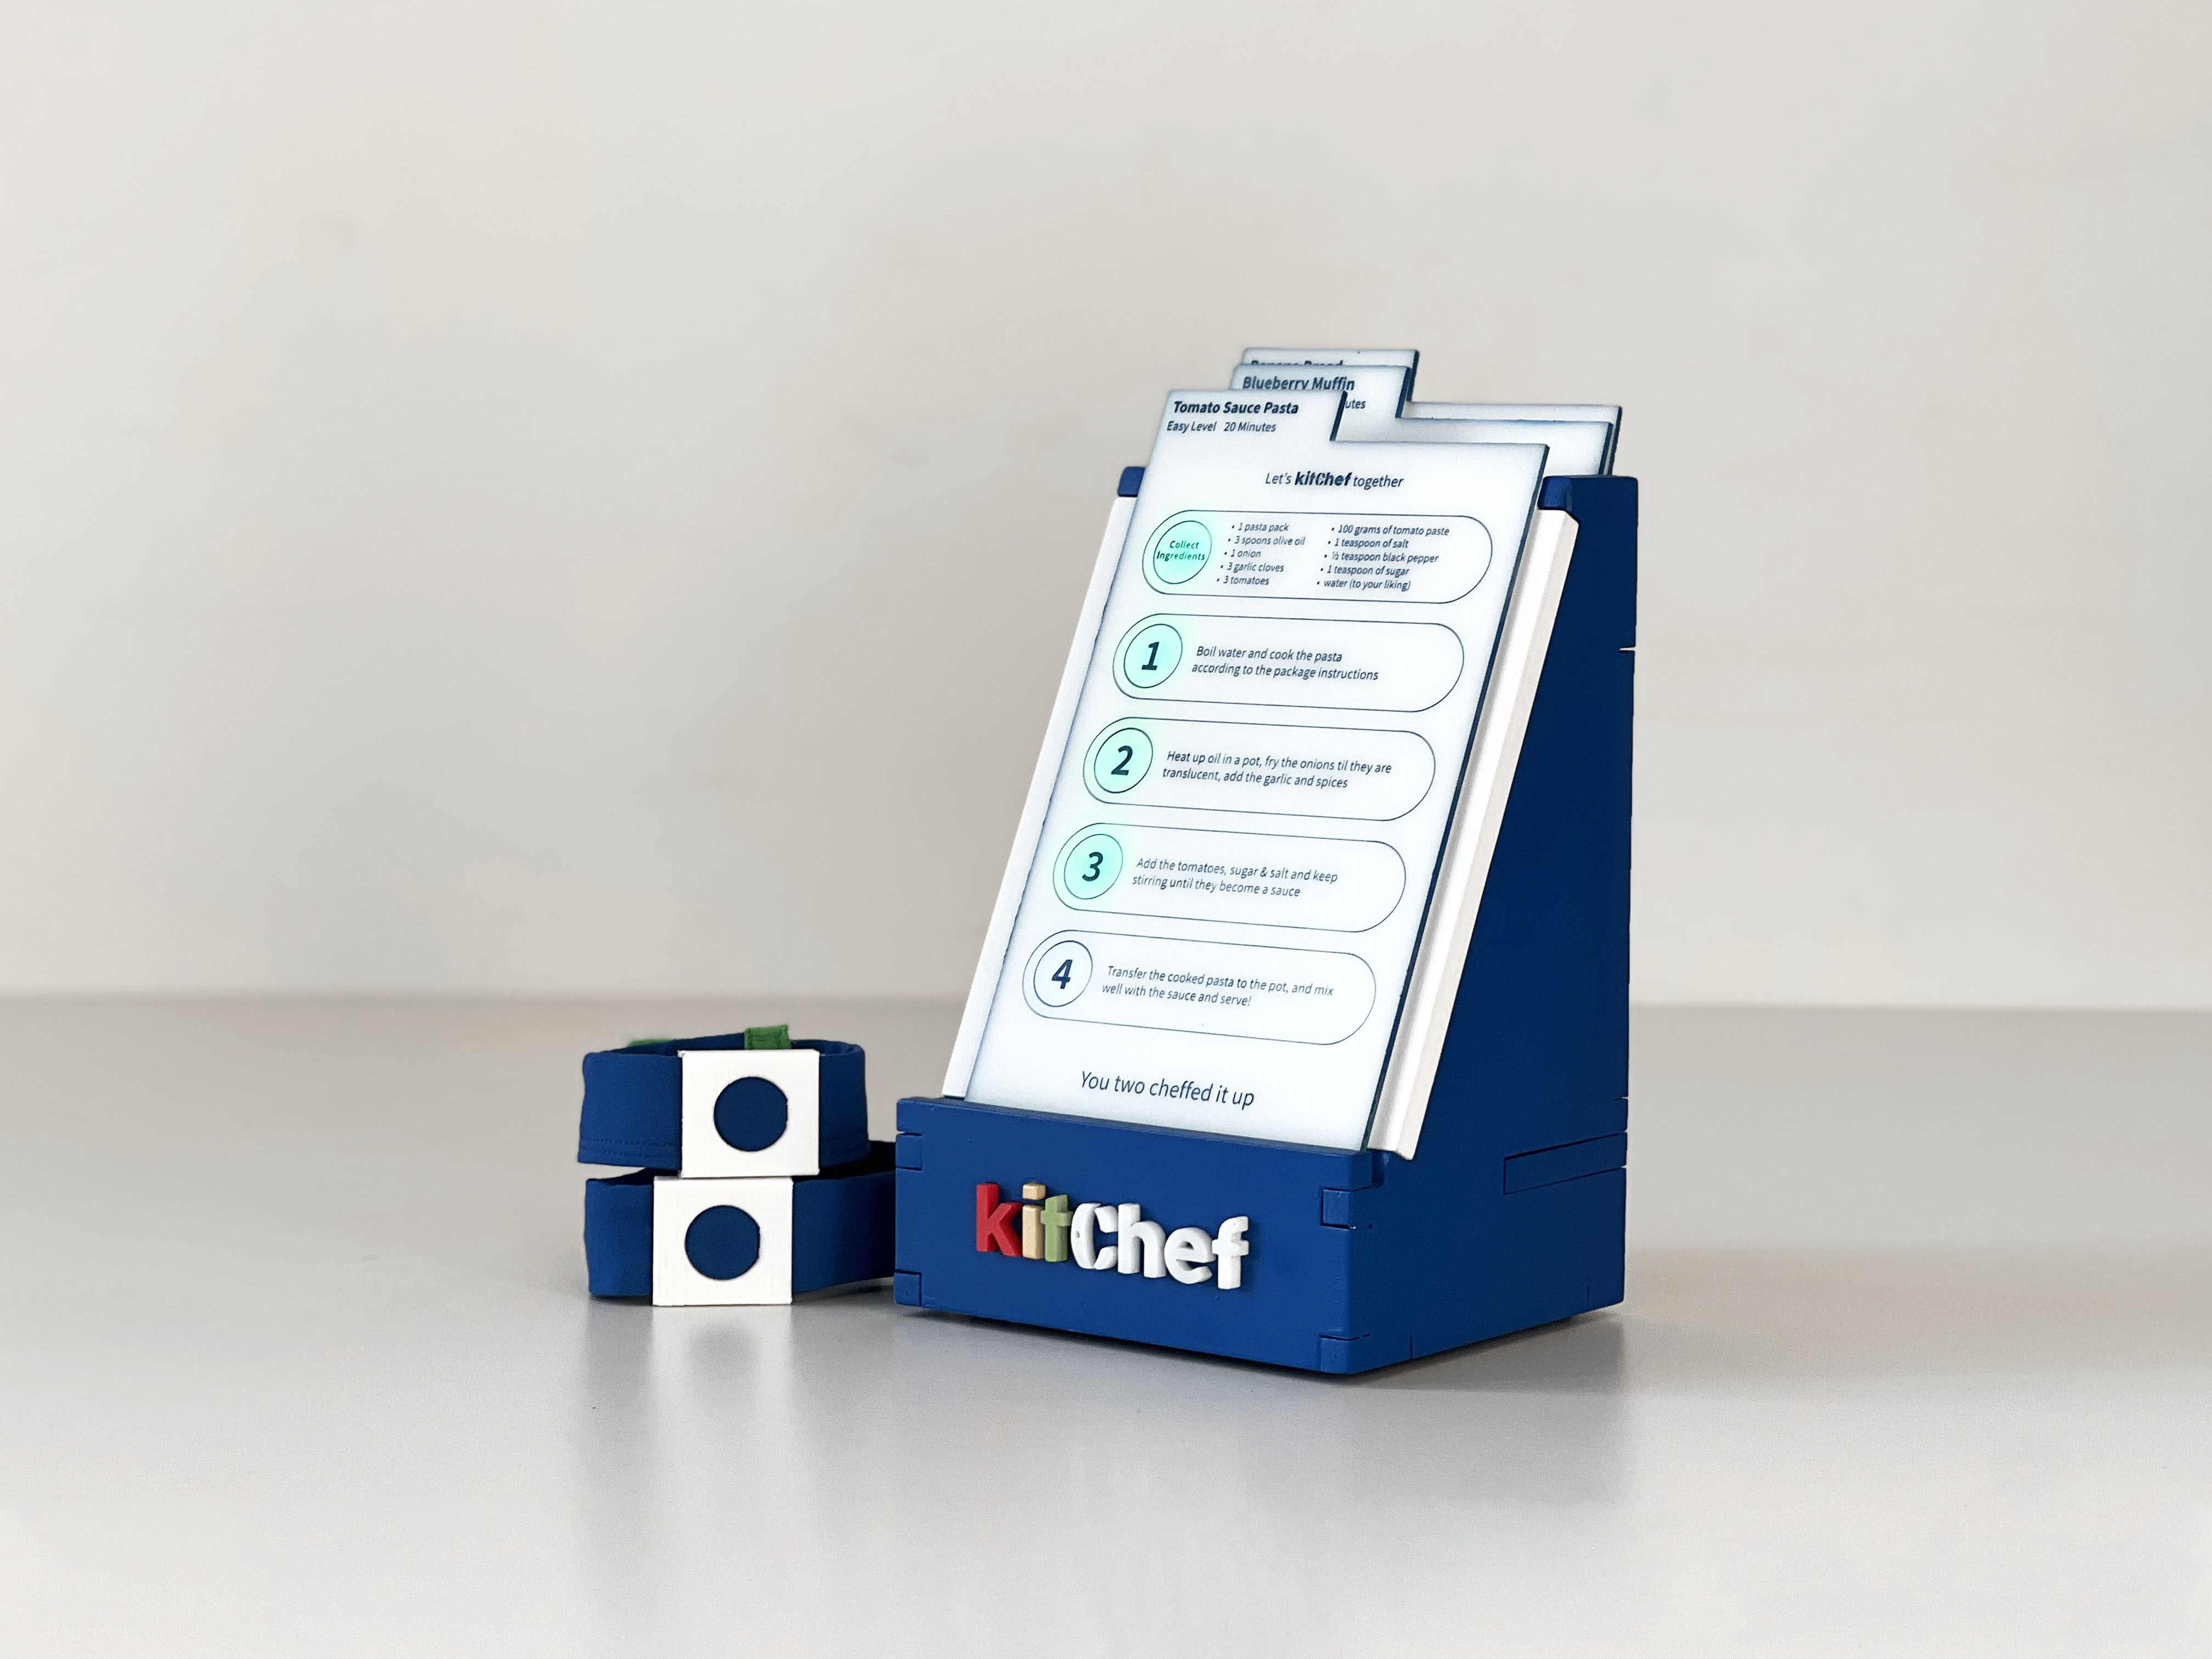 Banana Bread
Blueberry Muffin
utes
Tomato Sauce Pasta
Easy Level 20 Minutes
Let's kitChef together
Collect
Ingredients
• 1 pasta pack
• 3 spoons olive oil
• 1 onion
• 3 garlic cloves
• 3 tomatoes
• 100 grams of tomato paste
• 1 teaspoon of salt
• ½ teaspoon black pepper
• 1 teaspoon of sugar
• water (to your liking)
1
Boil water and cook the pasta
according to the package instructions
2
Heat up oil in a pot, fry the onions til they are
translucent, add the garlic and spices
3
Add the tomatoes, sugar & salt and keep
stirring until they become a sauce
4
Transfer the cooked pasta to the pot, and mix
well with the sauce and serve!
You two cheffed it up
kitChef